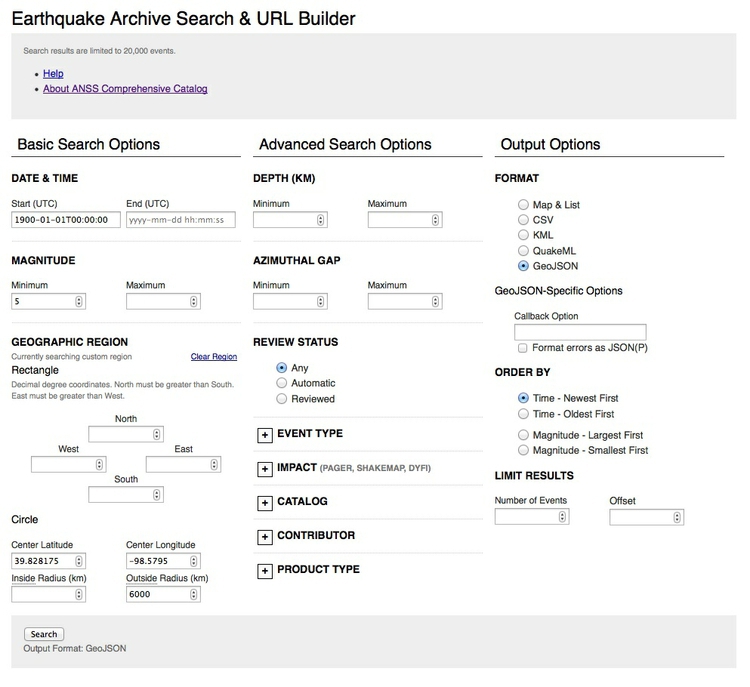 Earthquake Archive Search & URL Builder
Search results are limited to 20,000 events.
Help
About ANSS Comprehensive Catalog
Basic Search Options
DATE & TIME
Start (UTC) End (UTC)
1900-01-01T00:00:00 yyyy-mm-dd hh:mm:ss
MAGNITUDE
Minimum Maximum
5
GEOGRAPHIC REGION
Currently searching custom region Clear Region
Rectangle
Decimal degree coordinates. North must be greater than South.
East must be greater than West.
North
West East
South
Circle
Center Latitude Center Longitude
39.828175 -98.5795
Inside Radius (km) Outside Radius (km)
6000
Advanced Search Options
DEPTH (KM)
Minimum Maximum
AZIMUTHAL GAP
Minimum Maximum
REVIEW STATUS
Any
Automatic
Reviewed
+ EVENT TYPE
+ IMPACT (PAGER, SHAKEMAP, DYFI)
+ CATALOG
+ CONTRIBUTOR
+ PRODUCT TYPE
Output Options
FORMAT
Map & List
CSV
KML
QuakeML
GeoJSON
GeoJSON-Specific Options
Callback Option
Format errors as JSON(P)
ORDER BY
Time - Newest First
Time - Oldest First
Magnitude - Largest First
Magnitude - Smallest First
LIMIT RESULTS
Number of Events Offset
Search
Output Format: GeoJSON